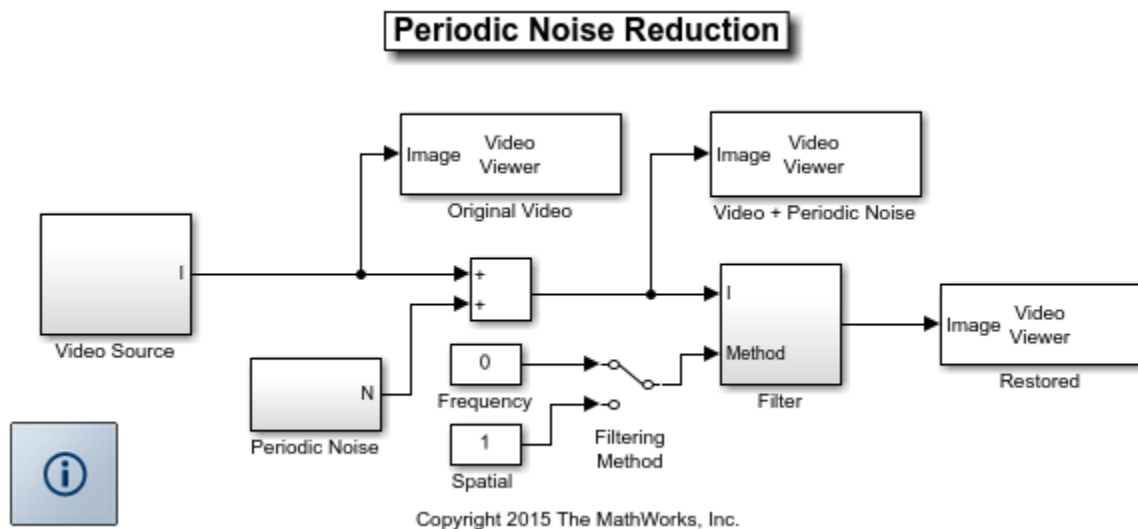 Periodic Noise Reduction
Image
Video
Viewer
Original Video
Image
Video
Viewer
Video + Periodic Noise
I
Video Source
+
+
N
Periodic Noise
0
Frequency
1
Spatial
Filtering
Method
I
Method
Filter
Image
Video
Viewer
Restored
i
Copyright 2015 The MathWorks, Inc.